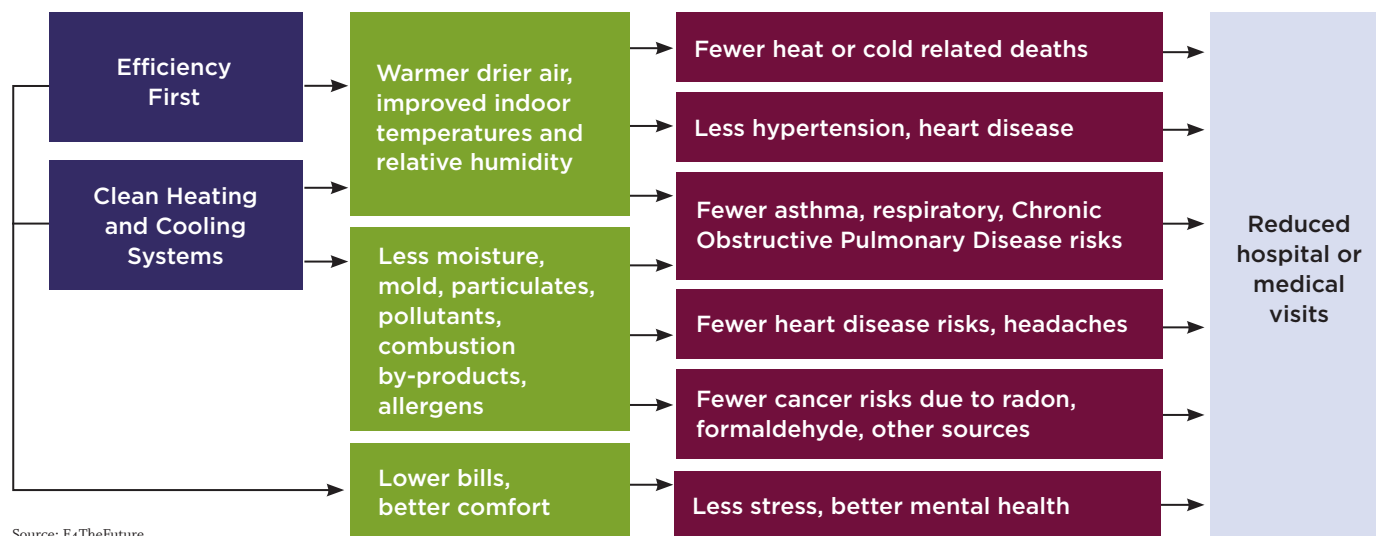 Efficiency
First
Clean Heating
and Cooling
Systems
Warmer drier air,
improved indoor
temperatures and
relative humidity
Less moisture,
mold, particulates,
pollutants,
combustion
by-products,
allergens
Lower bills,
better comfort
Fewer heat or cold related deaths
Less hypertension, heart disease
Fewer asthma, respiratory, Chronic
Obstructive Pulmonary Disease risks
Fewer heart disease risks, headaches
Fewer cancer risks due to radon,
formaldehyde, other sources
Less stress, better mental health
Reduced
hospital or
medical
visits
Source: E4TheFuture